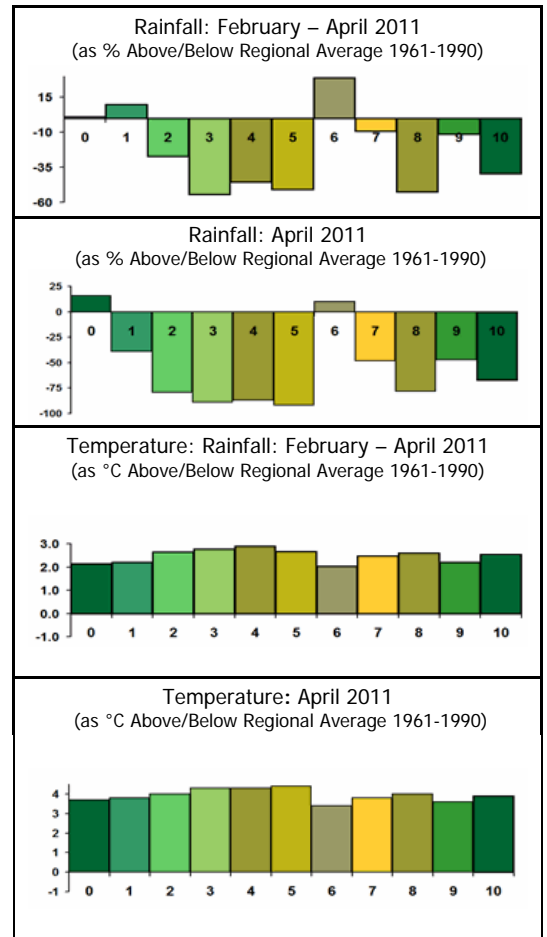 Rainfall: February – April 2011
(as % Above/Below Regional Average 1961-1990)
15
-10
-35
-60
0 1 2 3 4 5 6 7 8 9 10
Rainfall: April 2011
(as % Above/Below Regional Average 1961-1990)
25
0
-25
-50
-75
-100
0 1 2 3 4 5 6 7 8 9 10
Temperature: Rainfall: February – April 2011
(as °C Above/Below Regional Average 1961-1990)
3.0
2.0
1.0
0.0
-1.0
0 1 2 3 4 5 6 7 8 9 10
Temperature: April 2011
(as °C Above/Below Regional Average 1961-1990)
4
3
2
1
0
-1
0 1 2 3 4 5 6 7 8 9 10